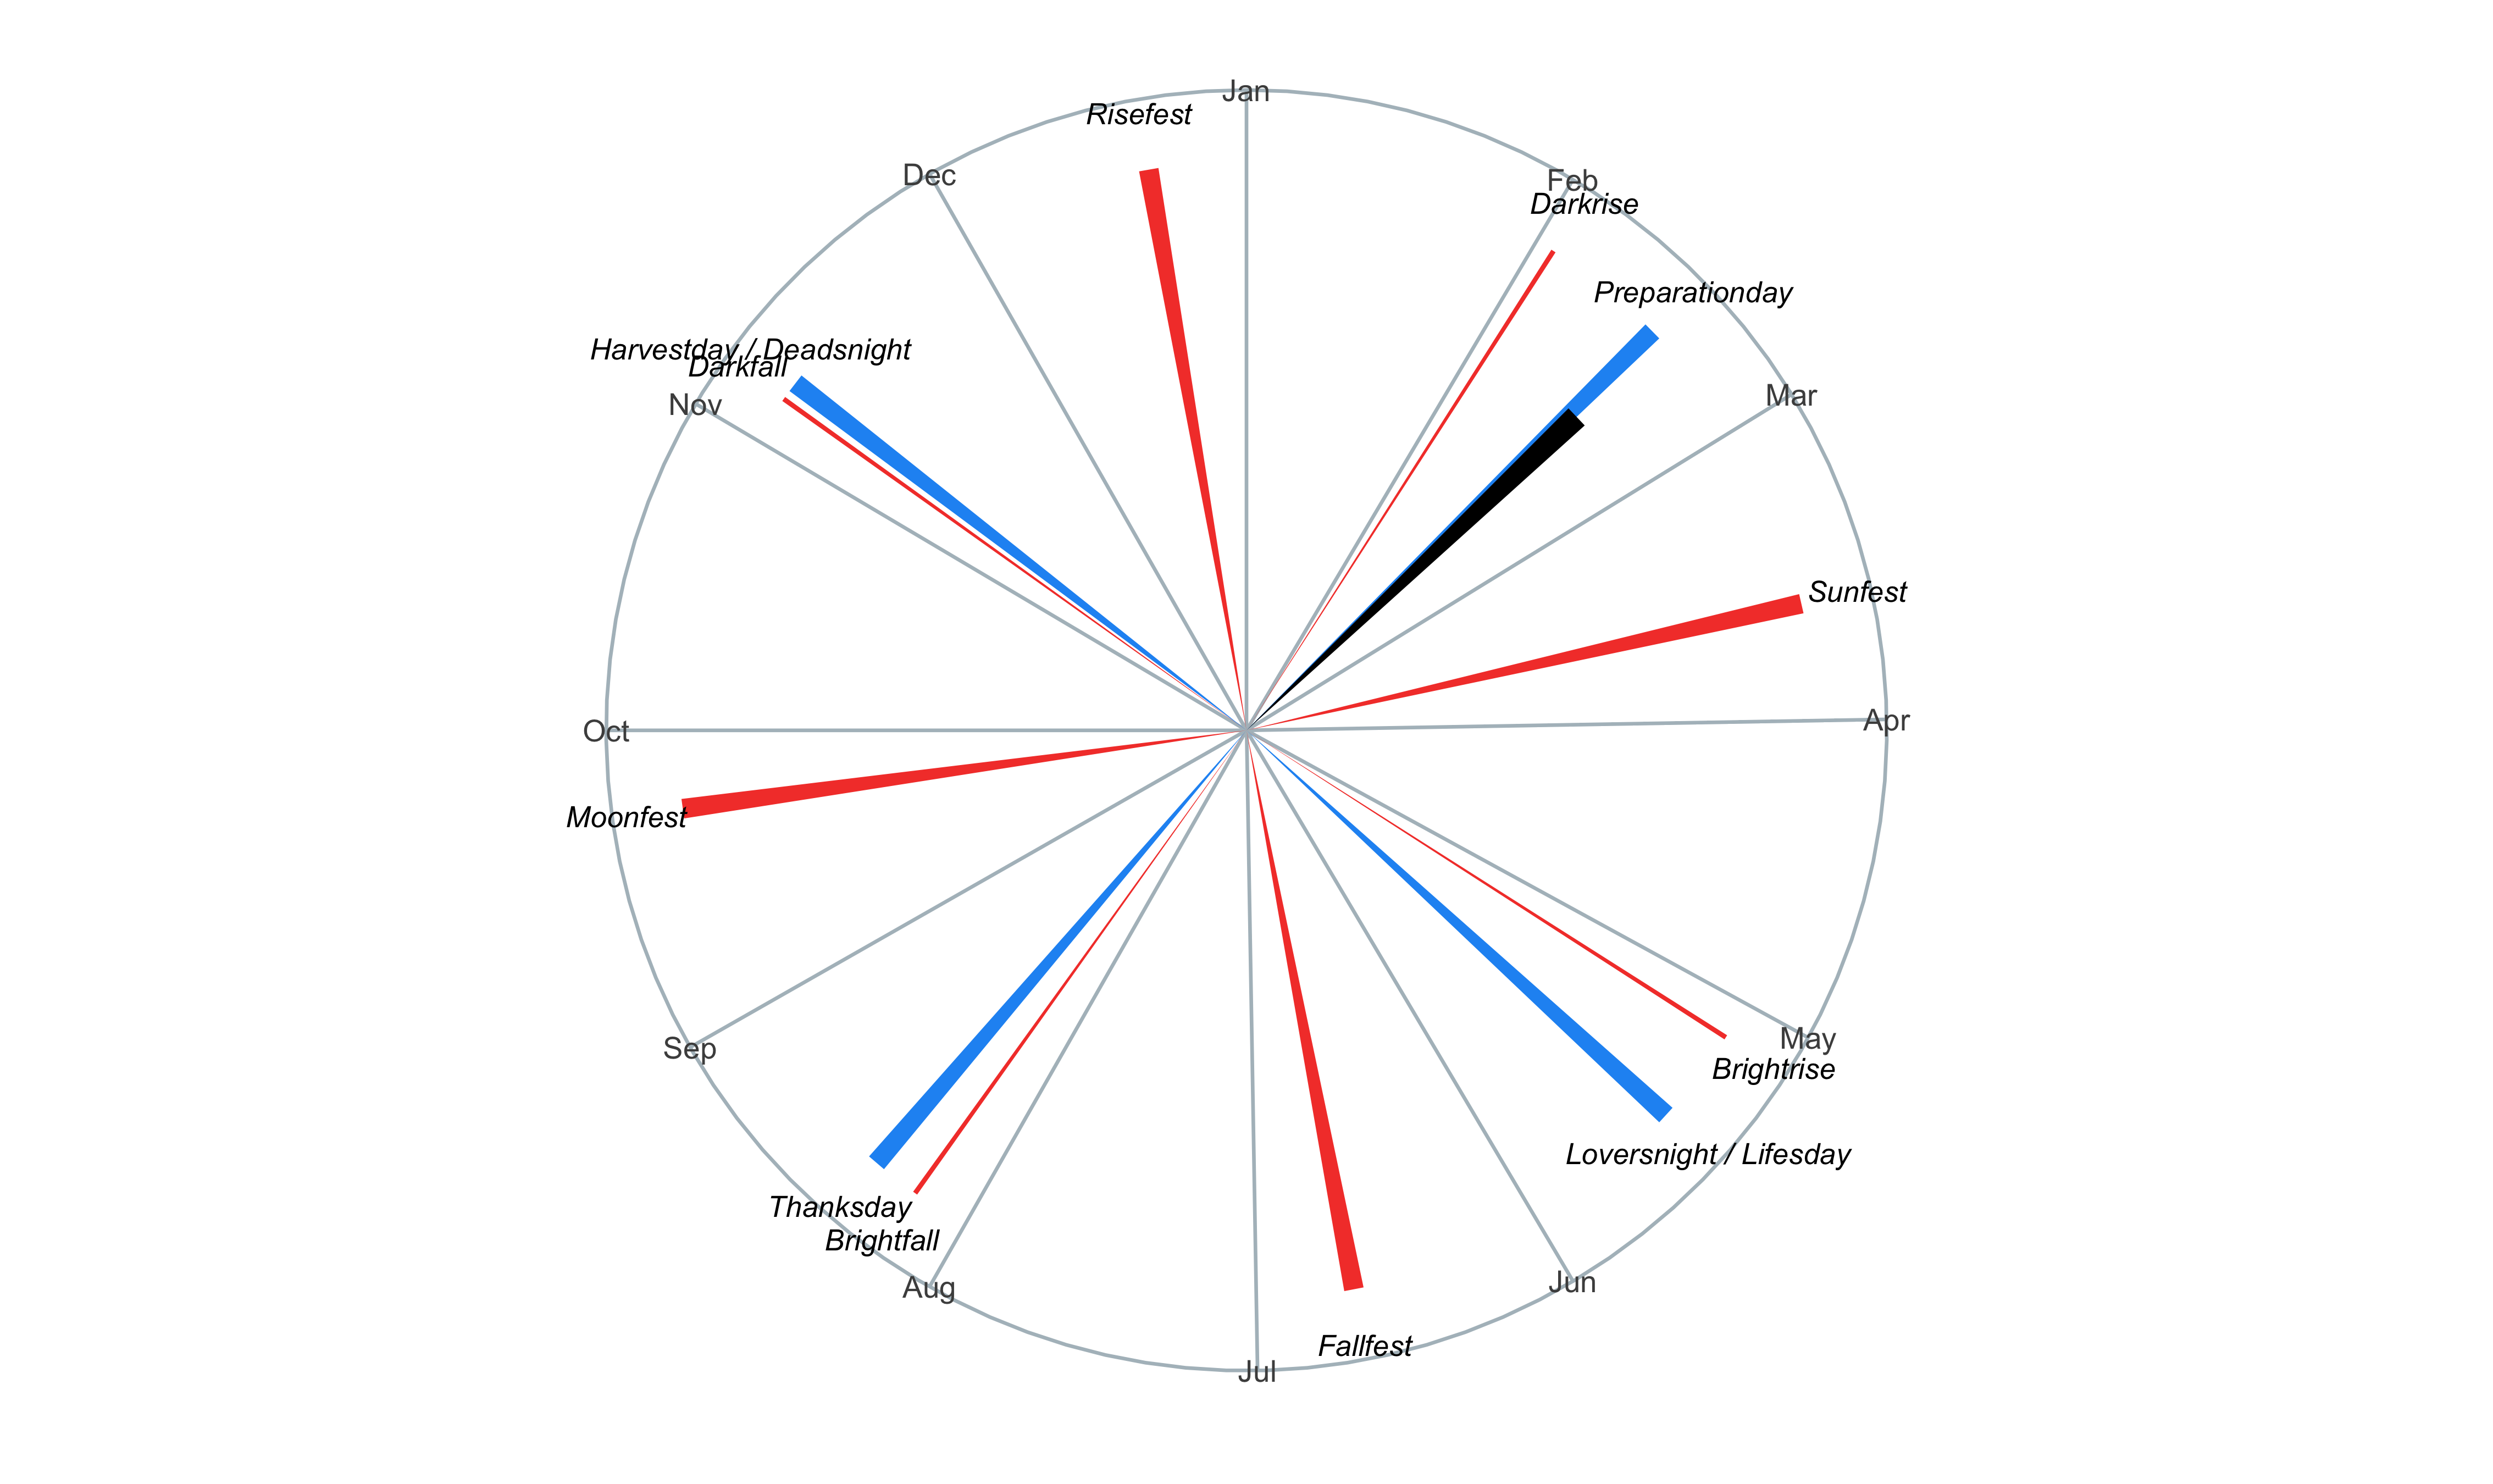 Jan
Risefest
Dec
Feb
Darkrise
Preparationday
Harvestday / Deadsnight
Darkfall
Nov
Mar
Sunfest
Oct
Apr
Moonfest
Sep
May
Brightrise
Loversnight / Lifesday
Thanksday
Brightfall
Aug
Jun
Fallfest
Jul